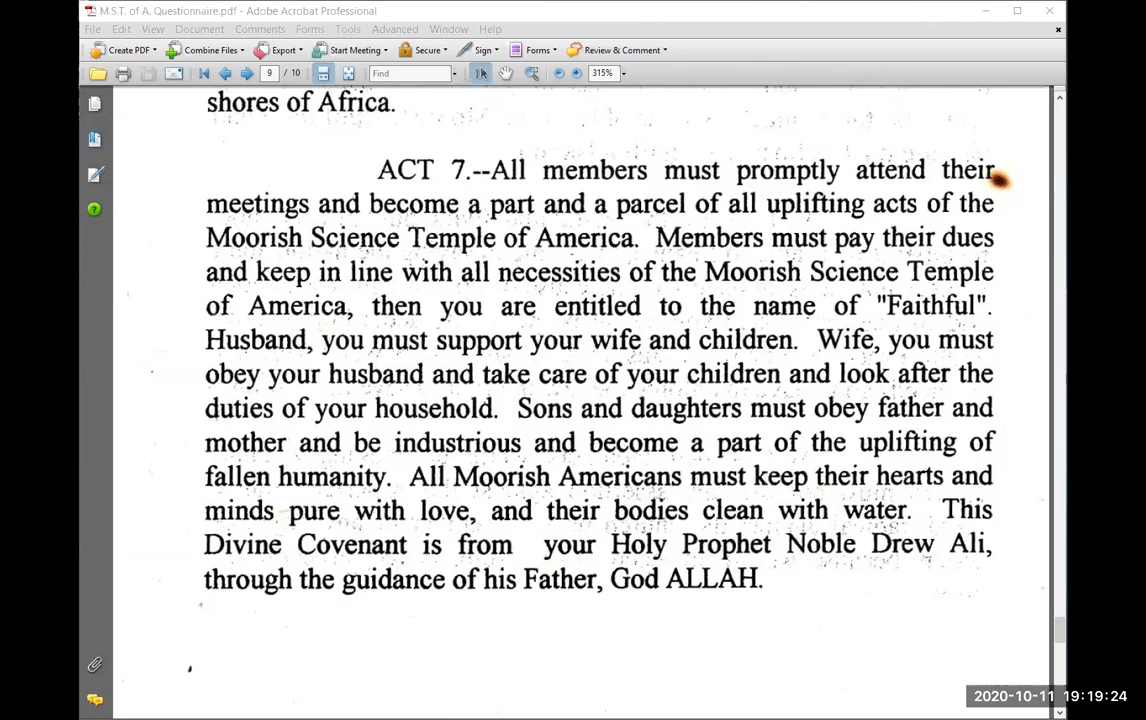 M.S.T. of A. Questionnaire.pdf - Adobe Acrobat Professional
File Edit View Document Comments Forms Tools Advanced Window Help
Create PDF Combine Files Export Start Meeting Secure Sign Forms Review & Comment
9 / 10 Find 315%
shores of Africa.
ACT 7.--All members must promptly attend their
meetings and become a part and a parcel of all uplifting acts of the
Moorish Science Temple of America. Members must pay their dues
and keep in line with all necessities of the Moorish Science Temple
of America, then you are entitled to the name of "Faithful".
Husband, you must support your wife and children. Wife, you must
obey your husband and take care of your children and look after the
duties of your household. Sons and daughters must obey father and
mother and be industrious and become a part of the uplifting of
fallen humanity. All Moorish Americans must keep their hearts and
minds pure with love, and their bodies clean with water. This
Divine Covenant is from your Holy Prophet Noble Drew Ali,
through the guidance of his Father, God ALLAH.
2020-10-11 19:19:24